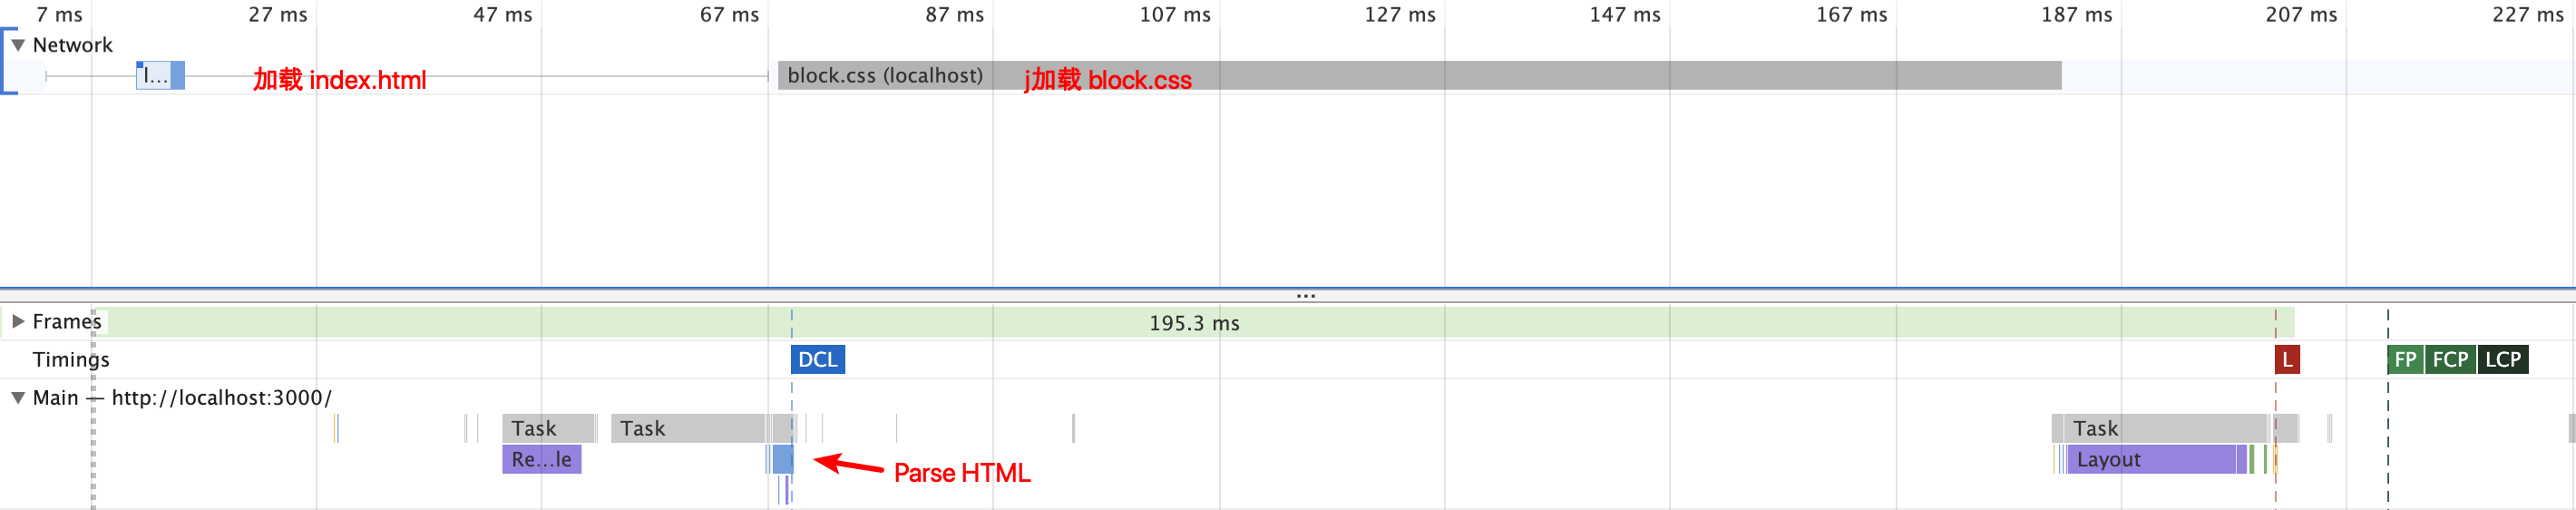 7 ms 27 ms 47 ms 67 ms 87 ms 107 ms 127 ms 147 ms 167 ms 187 ms 207 ms 227 ms
Network
l... 加载 index.html block.css (localhost) j加载 block.css
...
Frames 195.3 ms
Timings DCL L FP FCP LCP
Main — http://localhost:3000/
Task Task Task
Re...le Layout
Parse HTML